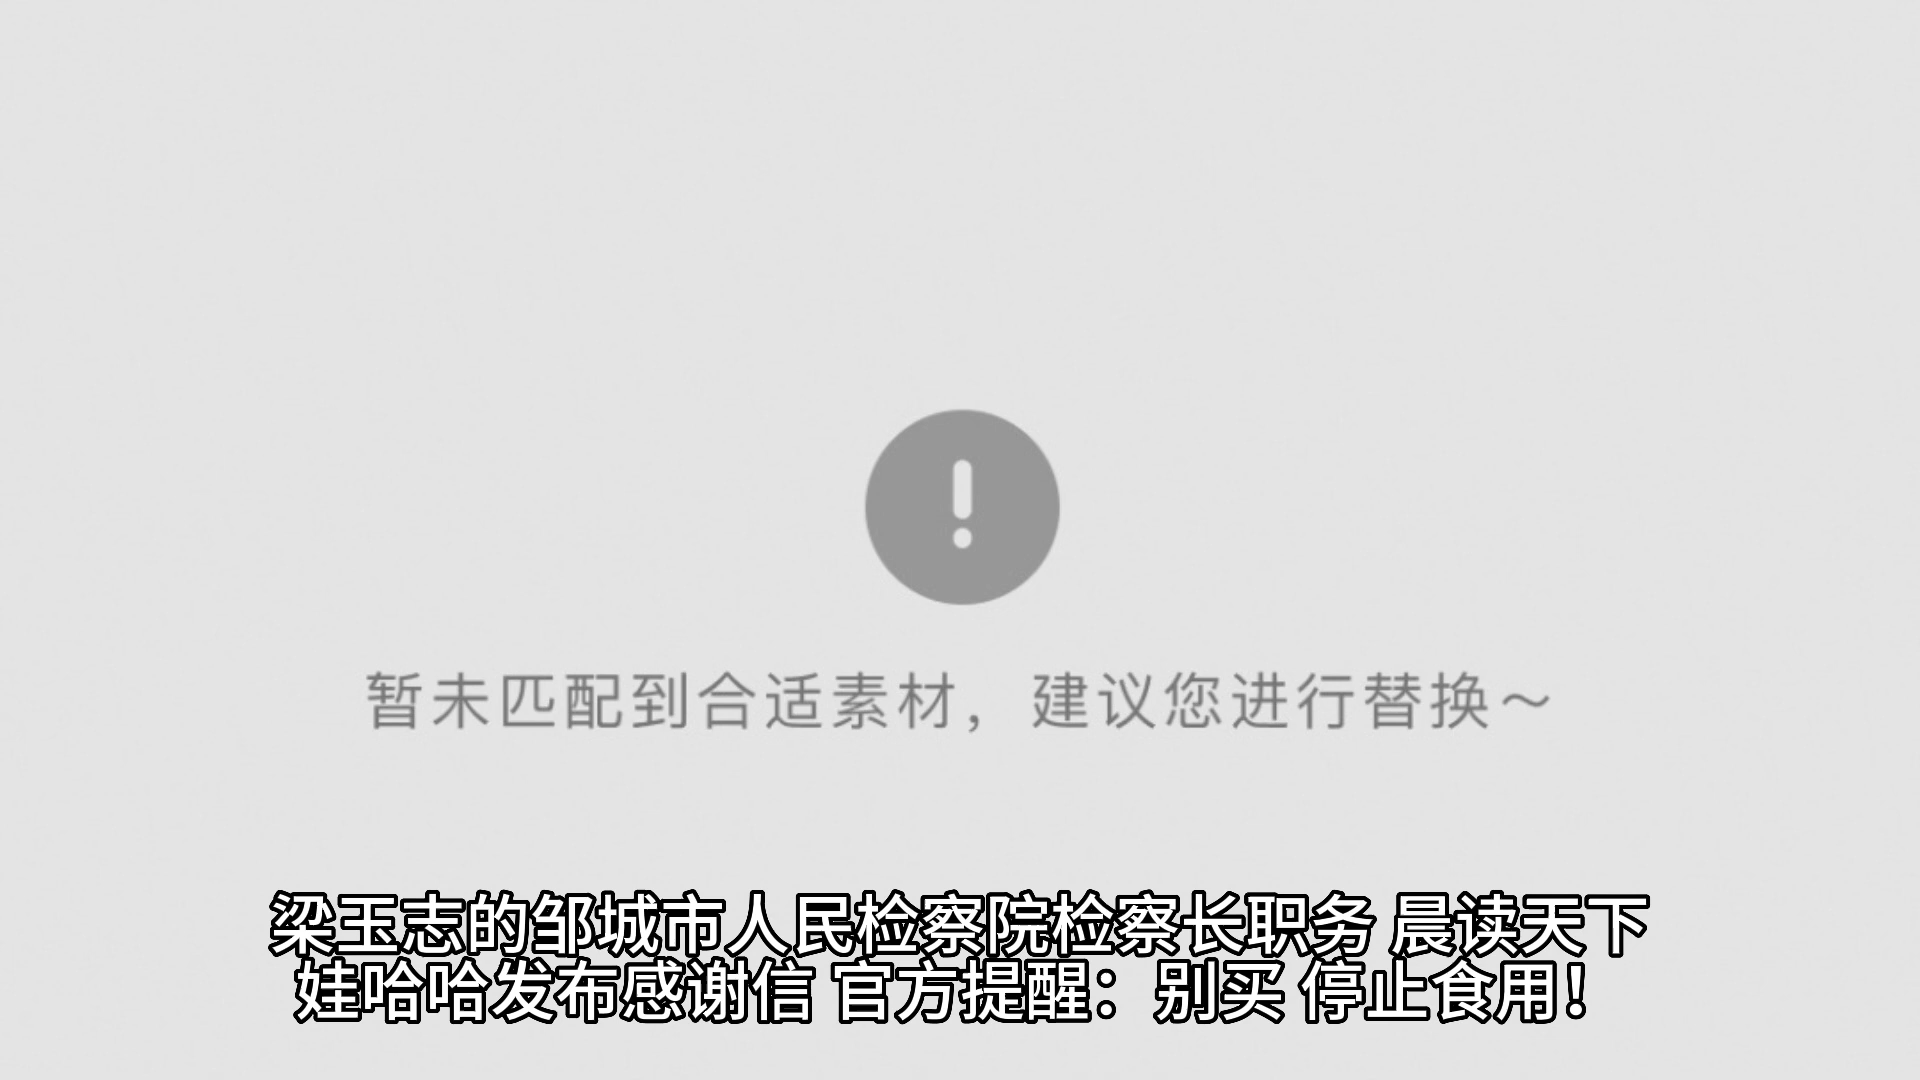 暂未匹配到合适素材，建议您进行替换～
梁玉志的邹城市人民检察院检察长职务 晨读天下
娃哈哈发布感谢信 官方提醒：别买 停止食用！